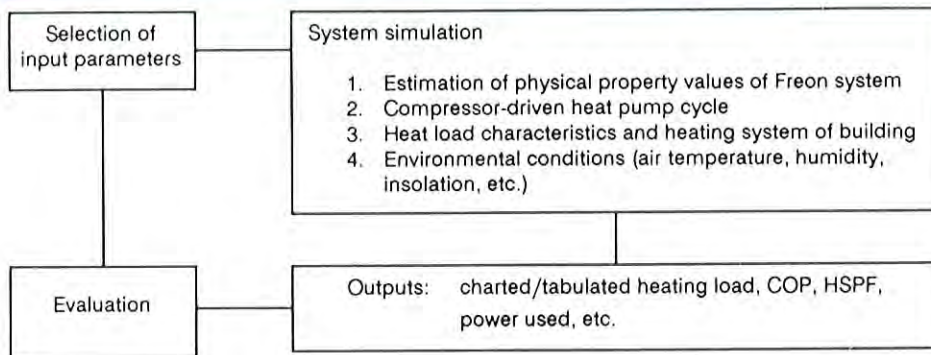 Selection of
input parameters
System simulation
1. Estimation of physical property values of Freon system
2. Compressor-driven heat pump cycle
3. Heat load characteristics and heating system of building
4. Environmental conditions (air temperature, humidity,
insolation, etc.)
Evaluation
Outputs: charted/tabulated heating load, COP, HSPF,
power used, etc.